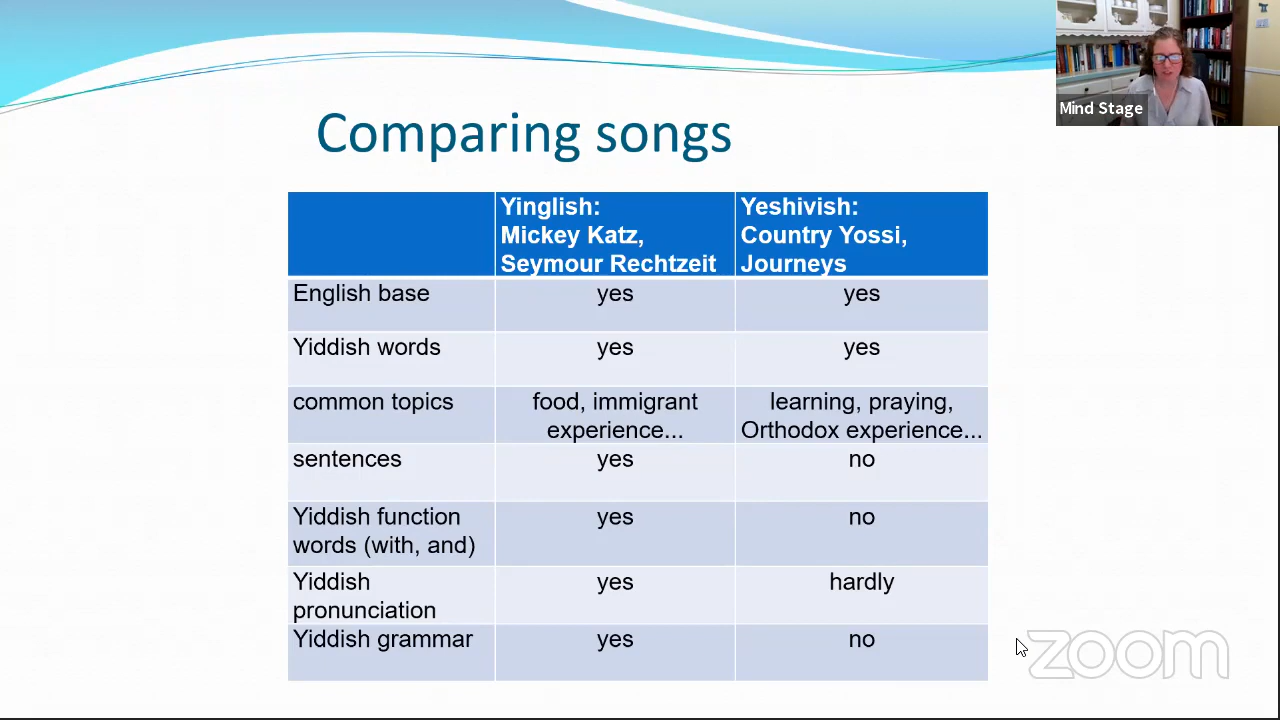 Mind Stage
Comparing songs
Yinglish:
Mickey Katz,
Seymour Rechtzeit
Yeshivish:
Country Yossi,
Journeys
English base
yes
yes
Yiddish words
yes
yes
common topics
food, immigrant
experience...
learning, praying,
Orthodox experience...
sentences
yes
no
Yiddish function
words (with, and)
yes
no
Yiddish
pronunciation
yes
hardly
Yiddish grammar
yes
no
zoom